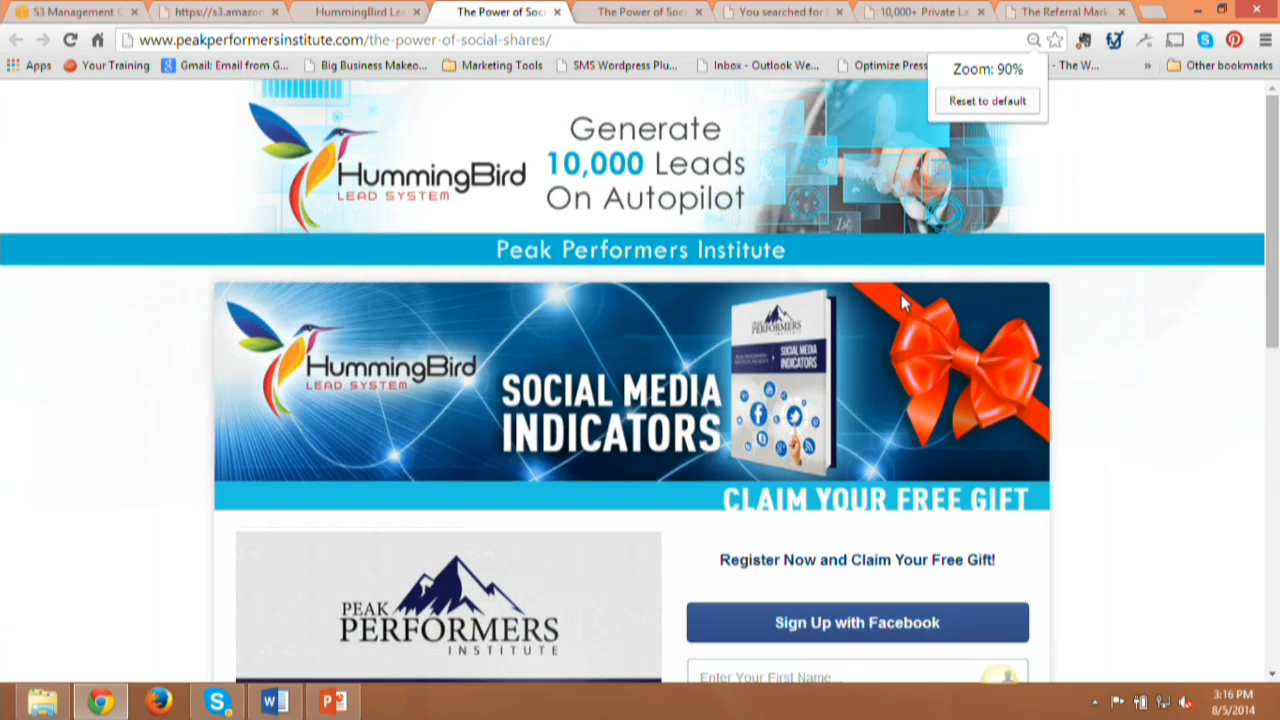 S3 Management C
https://s3.amazon
HummingBird Lea
The Power of Soci
The Power of Soci
You searched for
10,000+ Private La
The Referral Mark
www.peakperformersinstitute.com/the-power-of-social-shares/
Apps
Your Training
Gmail: Email from G...
Big Business Makeo...
Marketing Tools
SMS Wordpress Plu...
Inbox - Outlook We...
Optimize Press
- The W...
»
Other bookmarks
Zoom: 90%
Reset to default
HummingBird
LEAD SYSTEM
Generate
10,000 Leads
On Autopilot
Peak Performers Institute
HummingBird
LEAD SYSTEM
SOCIAL MEDIA
INDICATORS
PEAK
PERFORMERS
INSTITUTE
SOCIAL MEDIA
INDICATORS
CLAIM YOUR FREE GIFT
PEAK
PERFORMERS
INSTITUTE
Register Now and Claim Your Free Gift!
Sign Up with Facebook
Enter Your First Name...
3:16 PM
8/5/2014